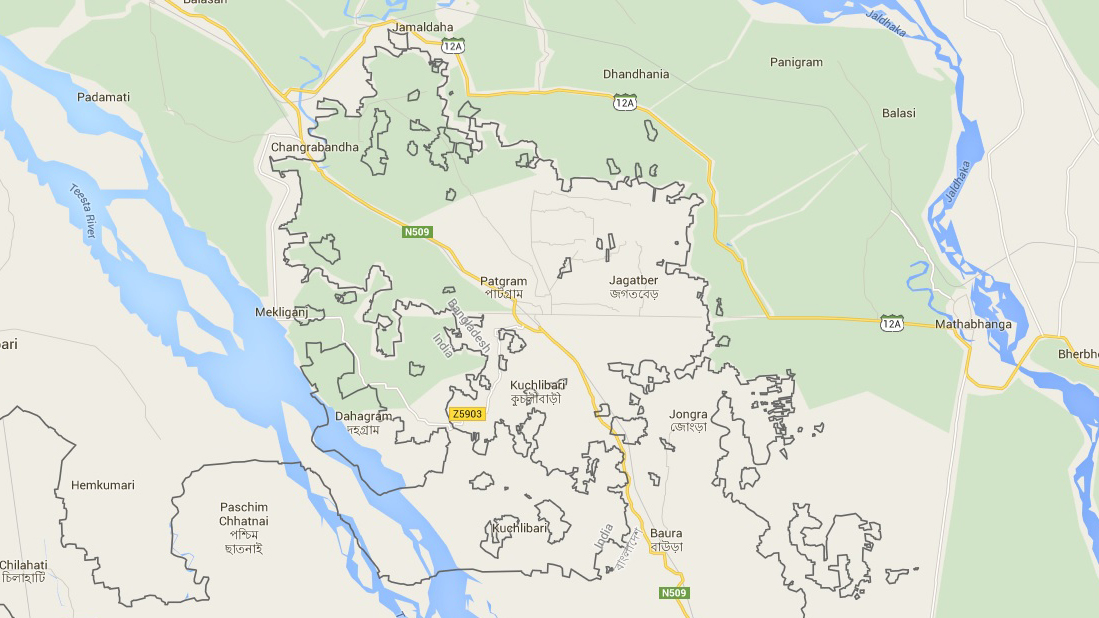 Balasan
Jamaldaha
12A
Jaldhaka
Dhandhania
Panigram
Padamati
12A
Balasi
Changrabandha
Jaldhaka
Teesta River
N509
Patgram
পাটগ্রাম
Jagatber
জগতবেড়
Mekliganj
Bangladesh
India
12A
Mathabhanga
Bherbhe
Kuchlibari
কুচলীবাড়ী
Z5903
Dahagram
দহগ্রাম
Jongra
জোংড়া
Hemkumari
Paschim
Chhatnai
পশ্চিম
ছাতনাই
Kuchlibari
India
বাংলাদেশ
Baura
বাউড়া
Chilahati
চিলাহাটি
N509